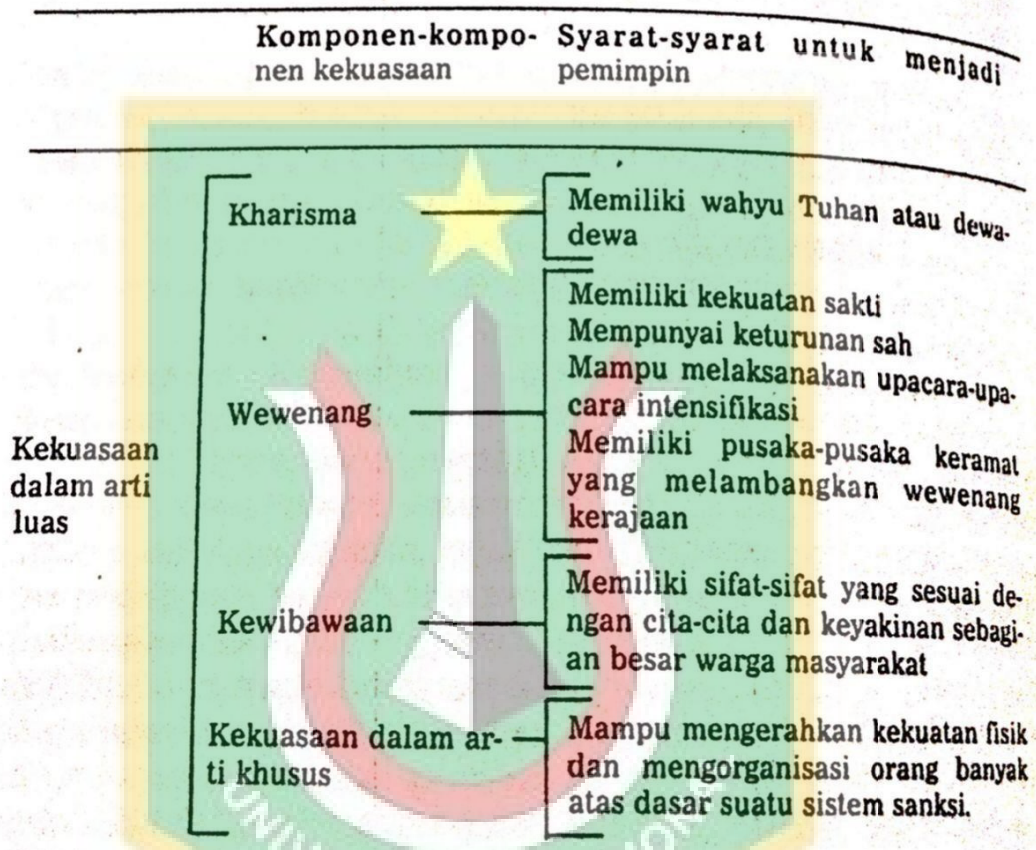 Komponen-kompo-
nen kekuasaan
Syarat-syarat untuk menjadi
pemimpin
Kekuasaan
dalam arti
luas
Kharisma
Memiliki wahyu Tuhan atau dewa-
dewa
Wewenang
Memiliki kekuatan sakti
Mempunyai keturunan sah
Mampu melaksanakan upacara-upa-
cara intensifikasi
Memiliki pusaka-pusaka keramat
yang melambangkan wewenang
kerajaan
Kewibawaan
Memiliki sifat-sifat yang sesuai de-
ngan cita-cita dan keyakinan sebagi-
an besar warga masyarakat
Kekuasaan dalam ar-
ti khusus
Mampu mengerahkan kekuatan fisik
dan mengorganisasi orang banyak
atas dasar suatu sistem sanksi.